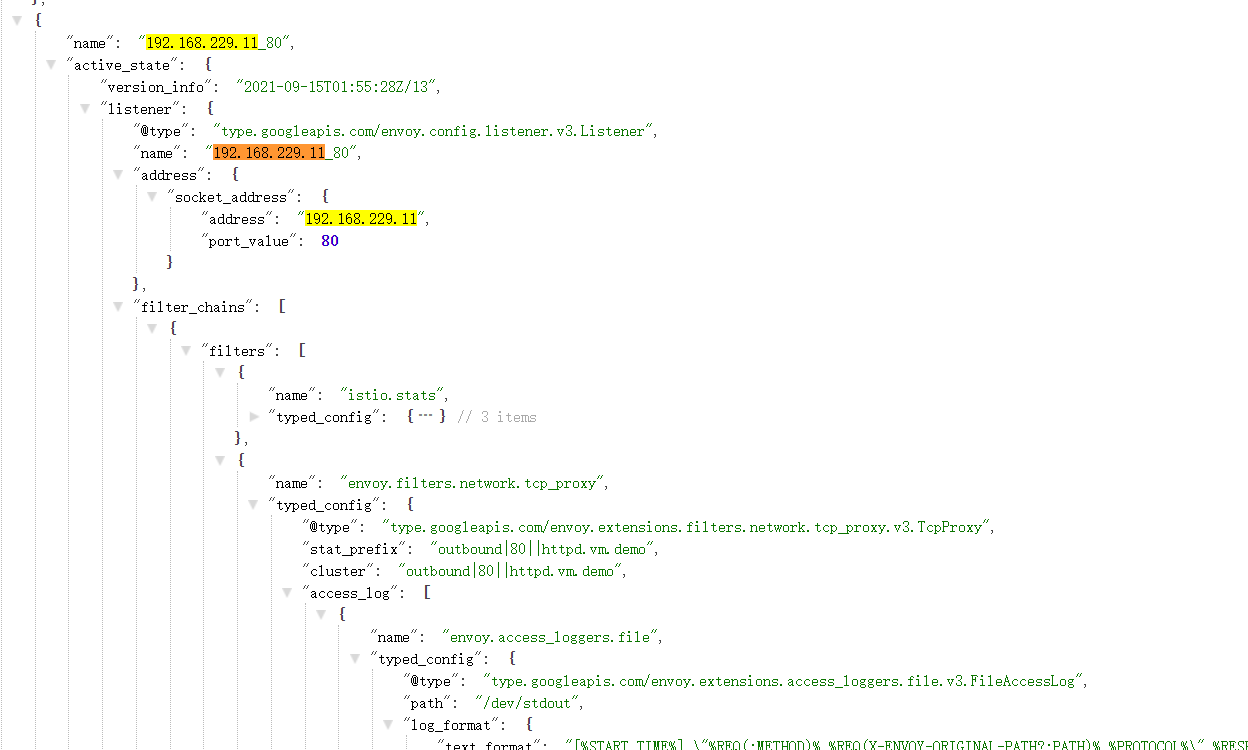 },
{
"name": "192.168.229.11_80",
"active_state": {
"version_info": "2021-09-15T01:55:28Z/13",
"listener": {
"@type": "type.googleapis.com/envoy.config.listener.v3.Listener",
"name": "192.168.229.11_80",
"address": {
"socket_address": {
"address": "192.168.229.11",
"port_value": 80
}
},
"filter_chains": [
{
"filters": [
{
"name": "istio.stats",
"typed_config": {...} // 3 items
},
{
"name": "envoy.filters.network.tcp_proxy",
"typed_config": {
"@type": "type.googleapis.com/envoy.extensions.filters.network.tcp_proxy.v3.TcpProxy",
"stat_prefix": "outbound|80||httpd.vm.demo",
"cluster": "outbound|80||httpd.vm.demo",
"access_log": [
{
"name": "envoy.access_loggers.file",
"typed_config": {
"@type": "type.googleapis.com/envoy.extensions.access_loggers.file.v3.FileAccessLog",
"path": "/dev/stdout",
"log_format": {
"text_format": "[%START_TIME%] \"%REQ(:METHOD)% %REQ(X-ENVOY-ORIGINAL-PATH?:PATH)% %PROTOCOL%\" %RESP